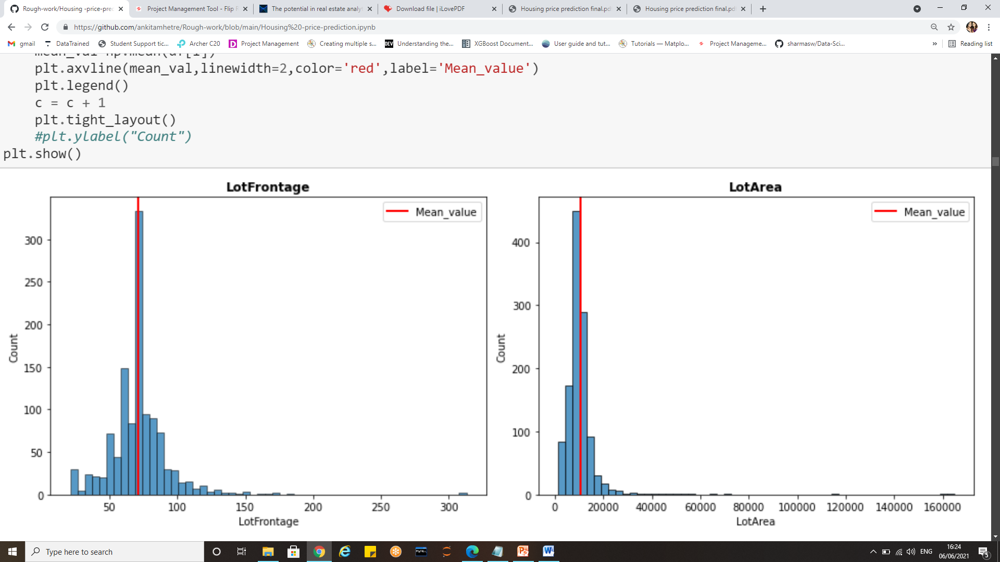 Rough-work/Housing -price-pred
Project Management Tool - Flip R
The potential in real estate analyt
Download file | iLovePDF
Housing price prediction final.pd
Housing price prediction final.pd
https://github.com/ankitamhetre/Rough-work/blob/main/Housing%20-price-prediction.ipynb
gmail
DataTrained
Student Support tic...
Archer C20
Project Management
Creating multiple s...
DEV
Understanding the...
XGBoost Document...
User guide and tut...
Tutorials — Matplo...
Project Manageme...
sharmasw/Data-Sci...
»
Reading list
plt.axvline(mean_val,linewidth=2,color='red',label='Mean_value')
plt.legend()
c = c + 1
plt.tight_layout()
#plt.ylabel("Count")
plt.show()
LotFrontage
Mean_value
300
250
200
150
100
50
0
Count
50 100 150 200 250 300
LotFrontage
LotArea
Mean_value
400
300
200
100
0
Count
0 20000 40000 60000 80000 100000 120000 140000 160000
LotArea
Type here to search
ENG
16:24
06/06/2021
5